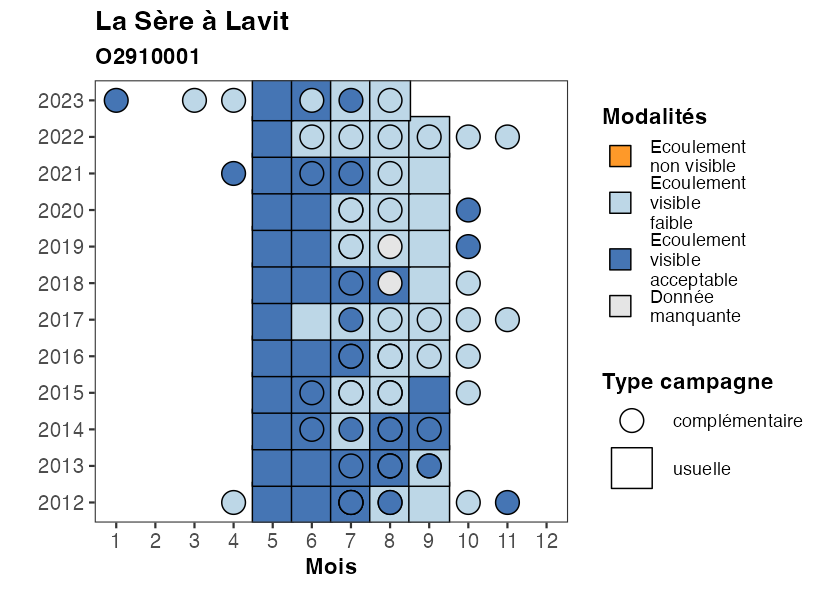 La Sère à Lavit
O2910001
2023
2022
2021
2020
2019
2018
2017
2016
2015
2014
2013
2012
1 2 3 4 5 6 7 8 9 10 11 12
Mois
Modalités
Ecoulement
non visible
Ecoulement
visible
faible
Ecoulement
visible
acceptable
Donnée
manquante
Type campagne
complémentaire
usuelle